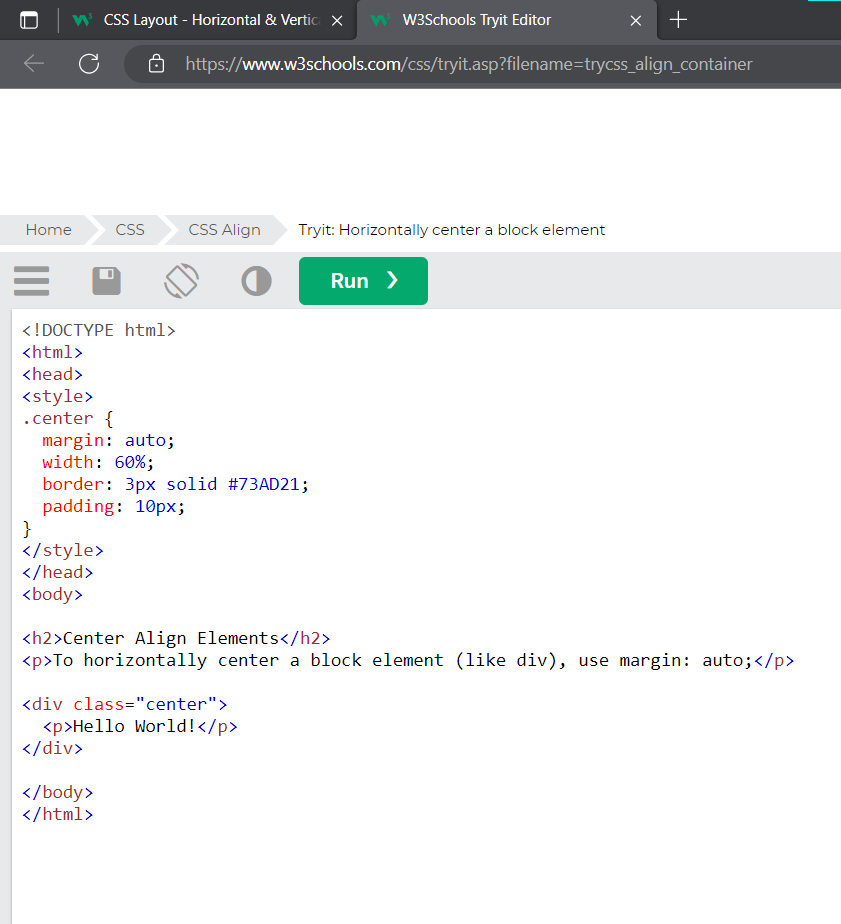 CSS Layout - Horizontal & Vertic
W3Schools Tryit Editor
https://www.w3schools.com/css/tryit.asp?filename=trycss_align_container
Home CSS CSS Align Tryit: Horizontally center a block element
Run ❯
<!DOCTYPE html>
<html>
<head>
<style>
.center {
  margin: auto;
  width: 60%;
  border: 3px solid #73AD21;
  padding: 10px;
}
</style>
</head>
<body>
<h2>Center Align Elements</h2>
<p>To horizontally center a block element (like div), use margin: auto;</p>
<div class="center">
  <p>Hello World!</p>
</div>
</body>
</html>